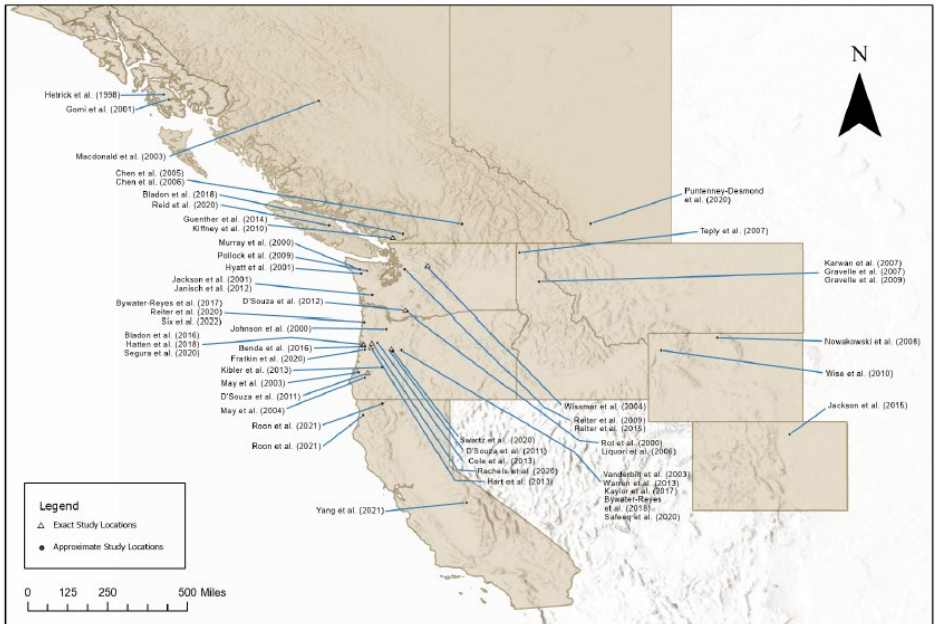 N
Hetrick et al. (1998)
Gomi et al. (2001)
Macdonald et al. (2003)
Chen et al. (2005)
Chen et al. (2006)
Bladon et al. (2018)
Reid et al. (2020)
Guenther et al. (2014)
Kiffney et al. (2010)
Murray et al. (2000)
Pollock et al. (2009)
Hyatt et al. (2001)
Jackson et al. (2001)
Janisch et al. (2012)
D'Souza et al. (2012)
Bywater-Reyes et al. (2017)
Reiter et al. (2020)
Six et al. (2022)
Johnson et al. (2000)
Bladon et al. (2016)
Hatten et al. (2018)
Segura et al. (2020)
Benda et al. (2016)
Fratkin et al. (2020)
Kibler et al. (2013)
May et al. (2003)
D'Souza et al. (2011)
May et al. (2004)
Roon et al. (2021)
Roon et al. (2021)
Yang et al. (2021)
Puntenney-Desmond
et al. (2020)
Teply et al. (2007)
Karwan et al. (2007)
Gravelle et al. (2007)
Gravelle et al. (2009)
Nowakowski et al. (2008)
Wise et al. (2010)
Jackson et al. (2015)
Wissmar et al. (2004)
Reiter et al. (2009)
Reiter et al. (2015)
Rot et al. (2000)
Liquori et al. (2006)
Vanderbilt et al. (2003)
Warren et al. (2013)
Kaylor et al. (2017)
Bywater-Reyes
et al. (2018)
Safeeq et al. (2020)
Swartz et al. (2020)
D'Souza et al. (2011)
Cole et al. (2013)
Rachels et al. (2020)
Hart et al. (2013)
Legend
Exact Study Locations
Approximate Study Locations
0 125 250 500 Miles